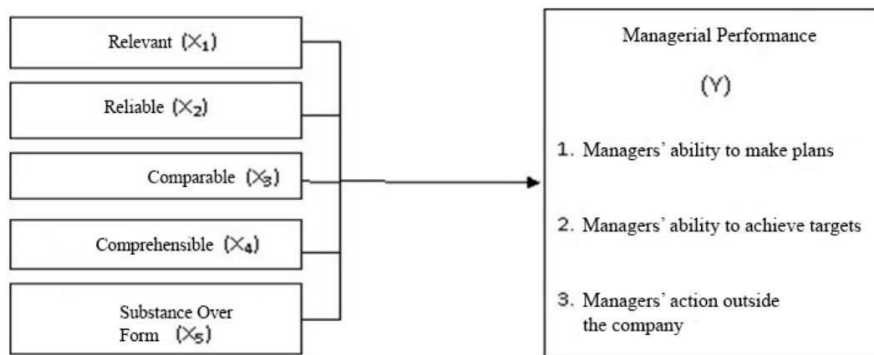 Relevant (X₁)
Reliable (X₂)
Comparable (X₃)
Comprehensible (X₄)
Substance Over
Form (X₅)
Managerial Performance
(Y)
1. Managers' ability to make plans
2. Managers' ability to achieve targets
3. Managers' action outside
the company